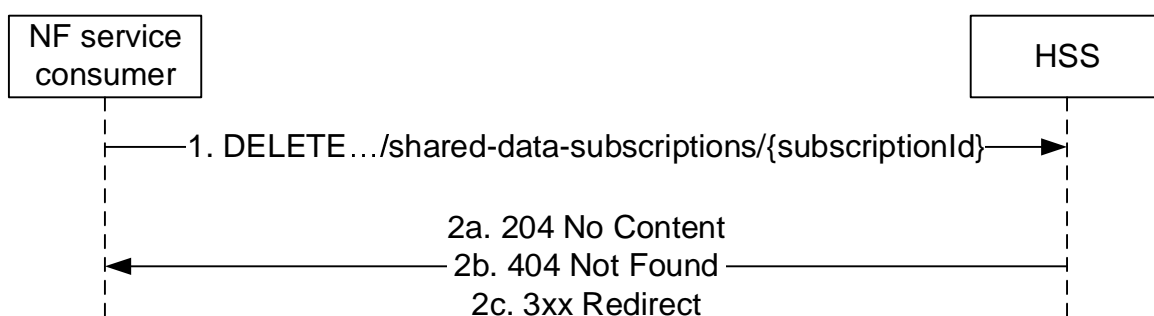 NF service
consumer
HSS
1. DELETE…/shared-data-subscriptions/{subscriptionId}
2a. 204 No Content
2b. 404 Not Found
2c. 3xx Redirect